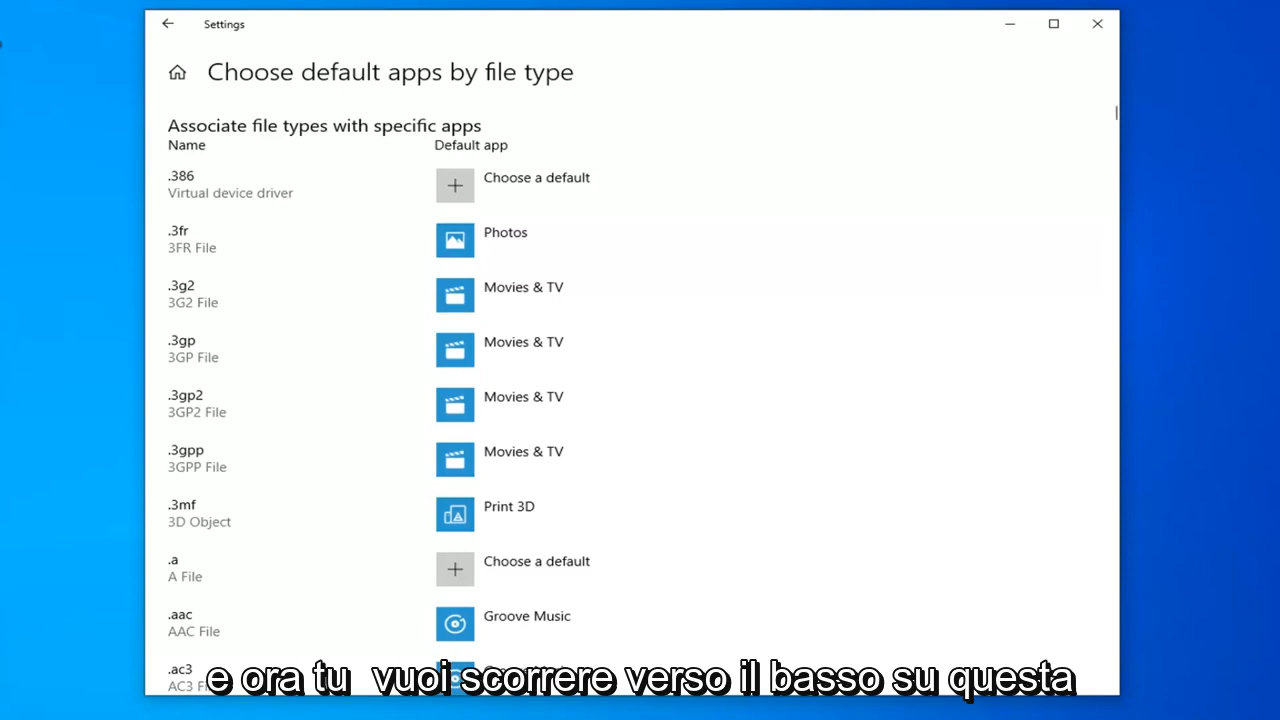 Settings
Choose default apps by file type
Associate file types with specific apps
Name Default app
.386 Choose a default
Virtual device driver
.3fr Photos
3FR File
.3g2 Movies & TV
3G2 File
.3gp Movies & TV
3GP File
.3gp2 Movies & TV
3GP2 File
.3gpp Movies & TV
3GPP File
.3mf Print 3D
3D Object
.a Choose a default
A File
.aac Groove Music
AAC File
.ac3
AC3
e ora tu vuoi scorrere verso il basso su questa